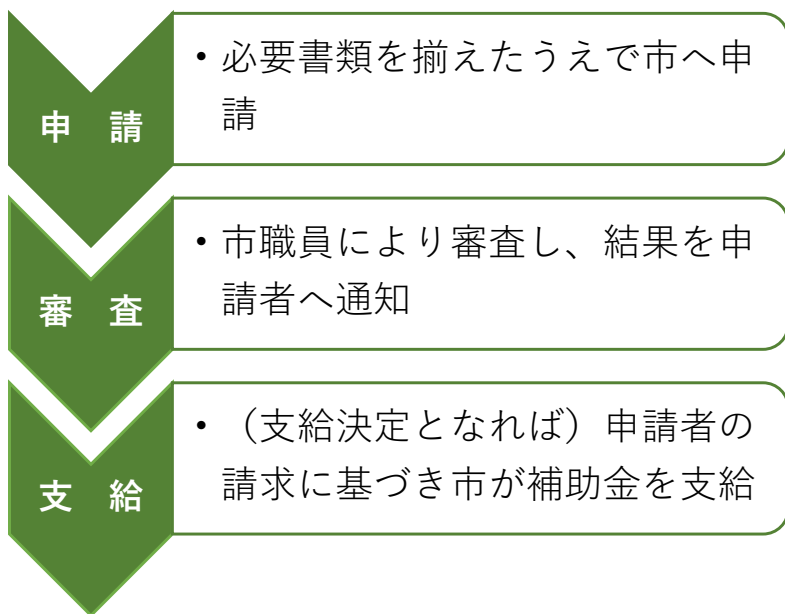 申 請
・必要書類を揃えたうえで市へ申
請
審 査
・市職員により審査し、結果を申
請者へ通知
支 給
・（支給決定となれば）申請者の
請求に基づき市が補助金を支給